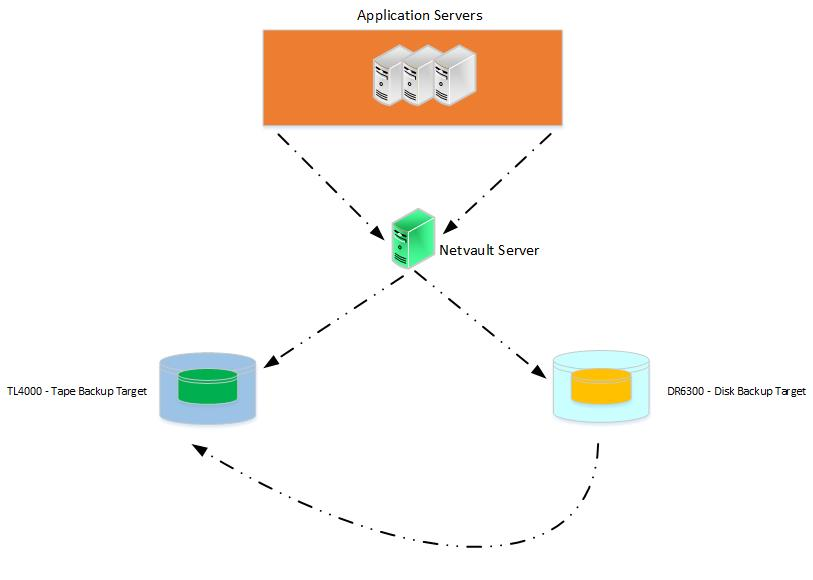 Application Servers
Netvault Server
TL4000 - Tape Backup Target
DR6300 - Disk Backup Target